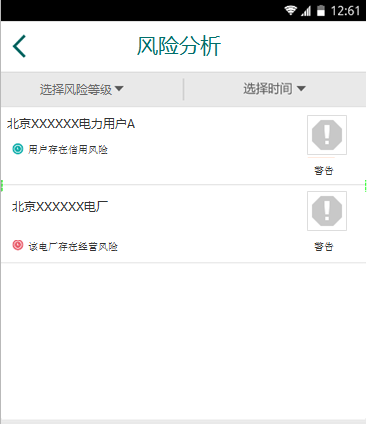 12:61
风险分析
选择风险等级 选择时间
北京XXXXXX电力用户A
用户存在信用风险
警告
北京XXXXXX电厂
该电厂存在经营风险
警告